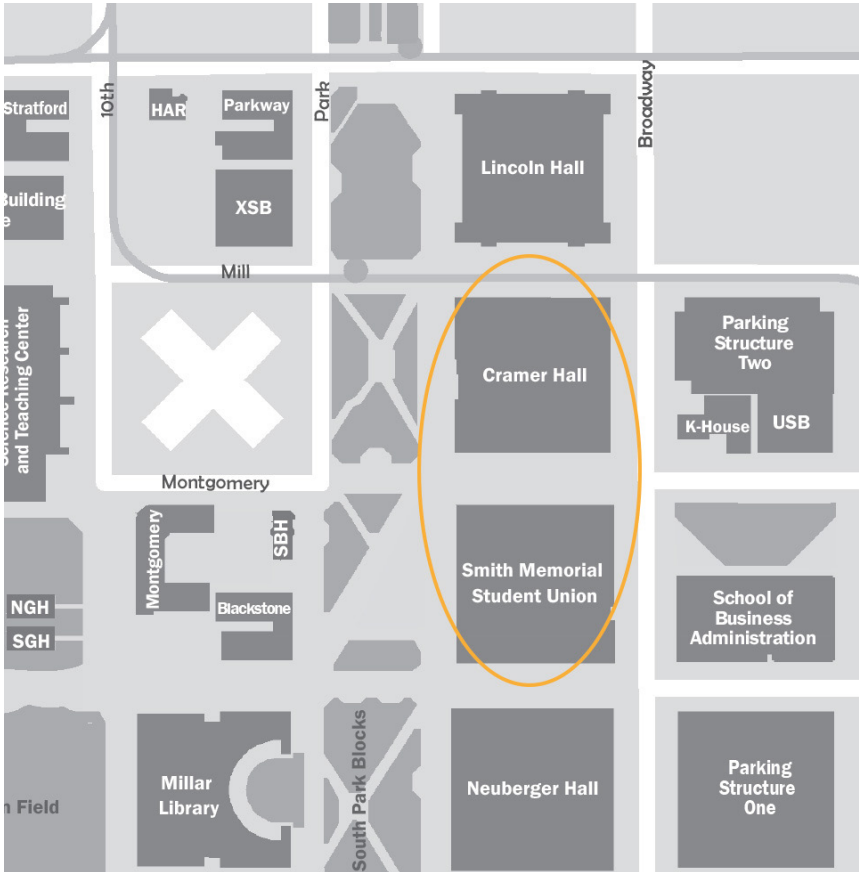 10th
Park
Broadway
Stratford
HAR
Parkway
Lincoln Hall
Building
XSB
Mill
Science Research
and Teaching Center
Cramer Hall
Parking
Structure
Two
K-House
USB
Montgomery
Montgomery
SBH
Smith Memorial
Student Union
NGH
SGH
Blackstone
School of
Business
Administration
Millar
Library
South Park Blocks
Neuberger Hall
Parking
Structure
One
Field